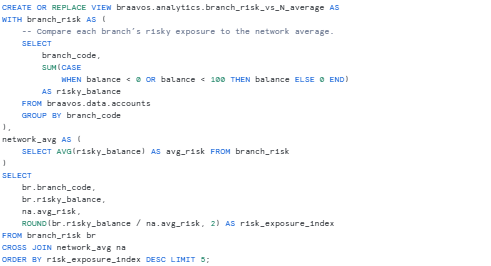 CREATE OR REPLACE VIEW braavos.analytics.branch_risk_vs_N_average AS
WITH branch_risk AS (
-- Compare each branch's risky exposure to the network average.
SELECT
branch_code,
SUM(CASE
WHEN balance < 0 OR balance < 100 THEN balance ELSE 0 END)
AS risky_balance
FROM braavos.data.accounts
GROUP BY branch_code
),
network_avg AS (
SELECT AVG(risky_balance) AS avg_risk FROM branch_risk
)
SELECT
br.branch_code,
br.risky_balance,
na.avg_risk,
ROUND(br.risky_balance / na.avg_risk, 2) AS risk_exposure_index
FROM branch_risk br
CROSS JOIN network_avg na
ORDER BY risk_exposure_index DESC LIMIT 5;